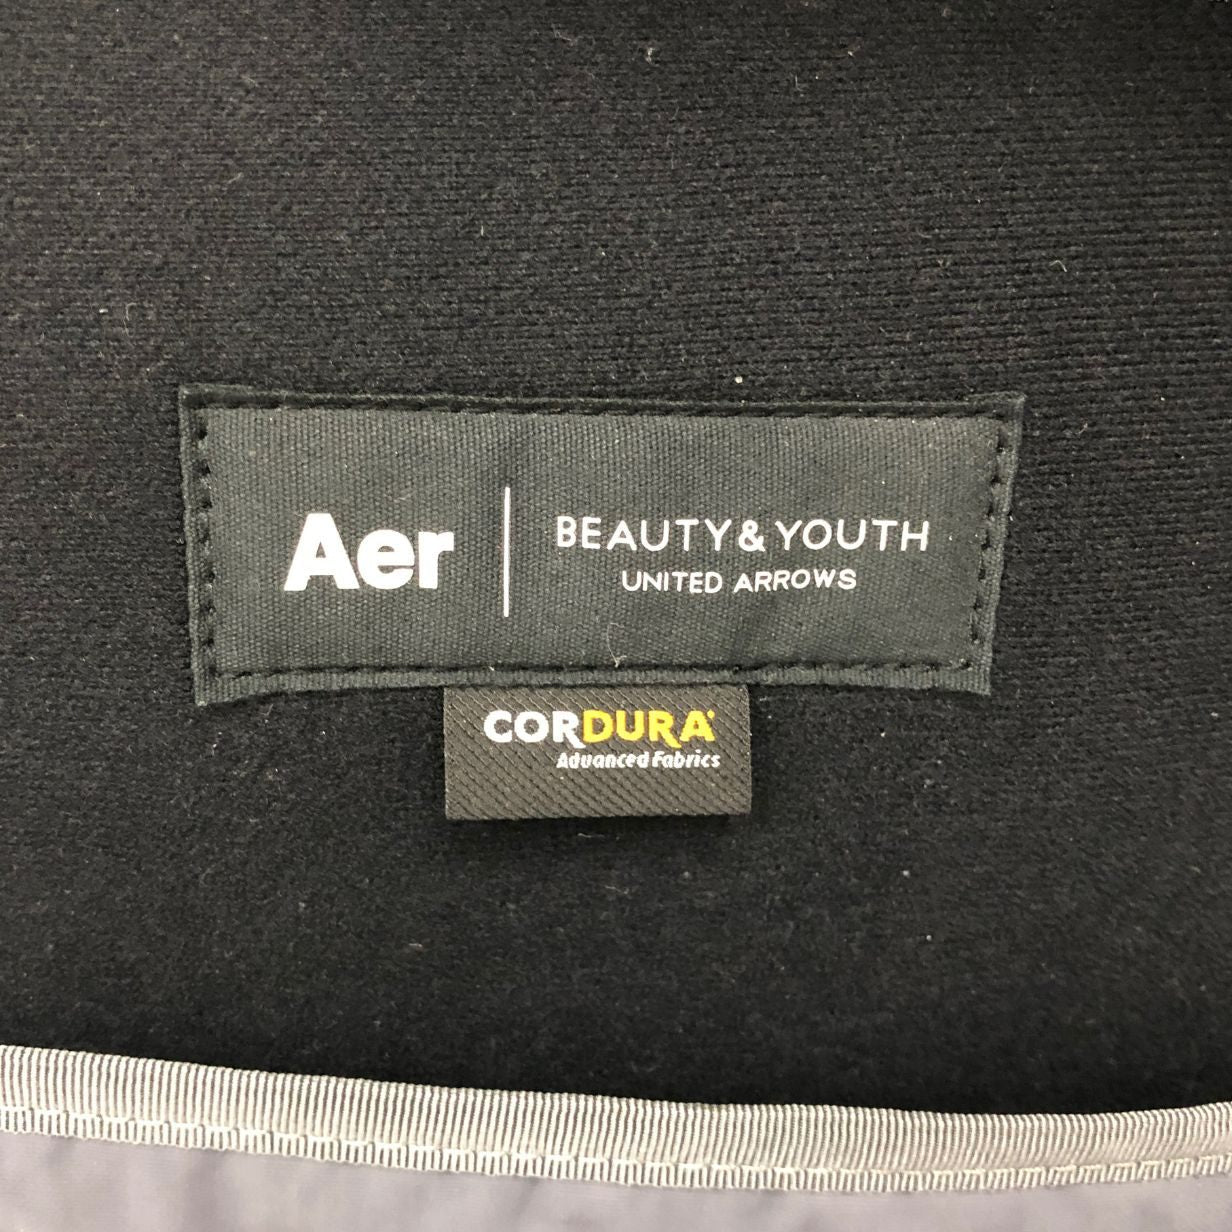 Aer
BEAUTY&YOUTH
UNITED ARROWS
CORDURA®
Advanced Fabrics